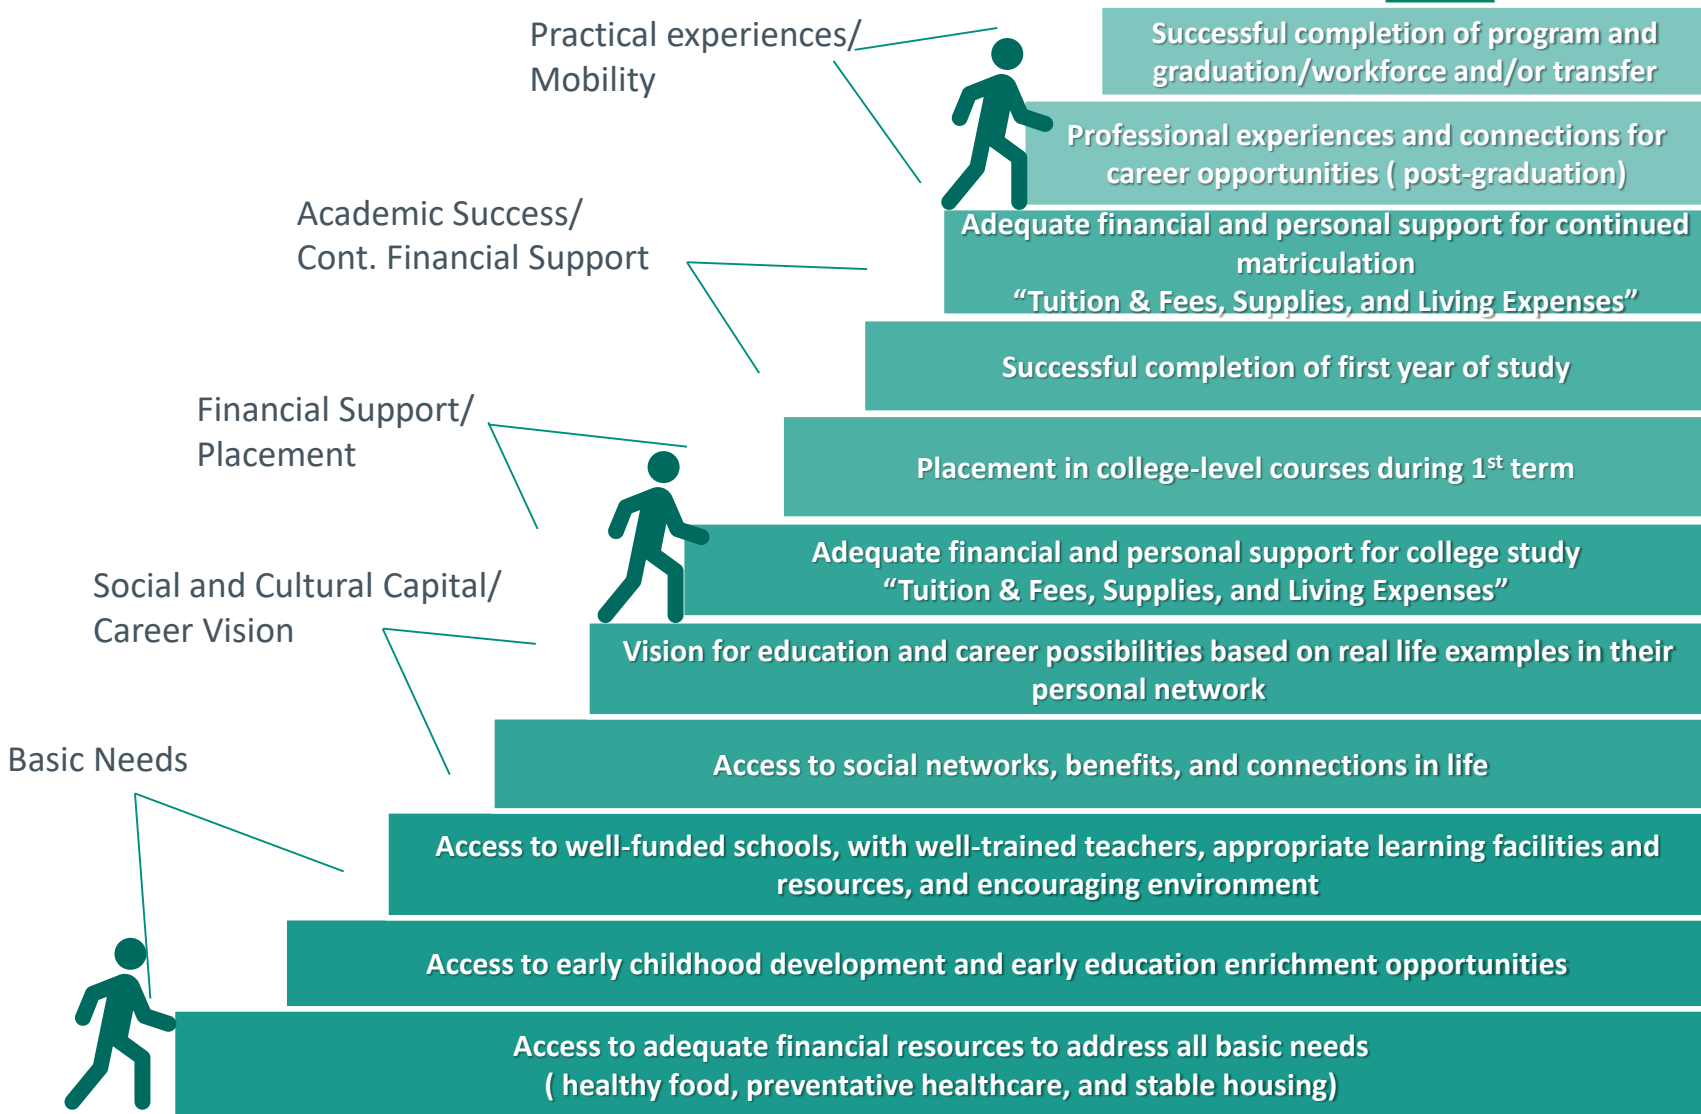 Practical experiences/
Mobility
Successful completion of program and
graduation/workforce and/or transfer
Professional experiences and connections for
career opportunities ( post-graduation)
Academic Success/
Cont. Financial Support
Adequate financial and personal support for continued
matriculation
“Tuition & Fees, Supplies, and Living Expenses”
Successful completion of first year of study
Financial Support/
Placement
Placement in college-level courses during 1st term
Adequate financial and personal support for college study
“Tuition & Fees, Supplies, and Living Expenses”
Social and Cultural Capital/
Career Vision
Vision for education and career possibilities based on real life examples in their
personal network
Access to social networks, benefits, and connections in life
Basic Needs
Access to well-funded schools, with well-trained teachers, appropriate learning facilities and
resources, and encouraging environment
Access to early childhood development and early education enrichment opportunities
Access to adequate financial resources to address all basic needs
( healthy food, preventative healthcare, and stable housing)